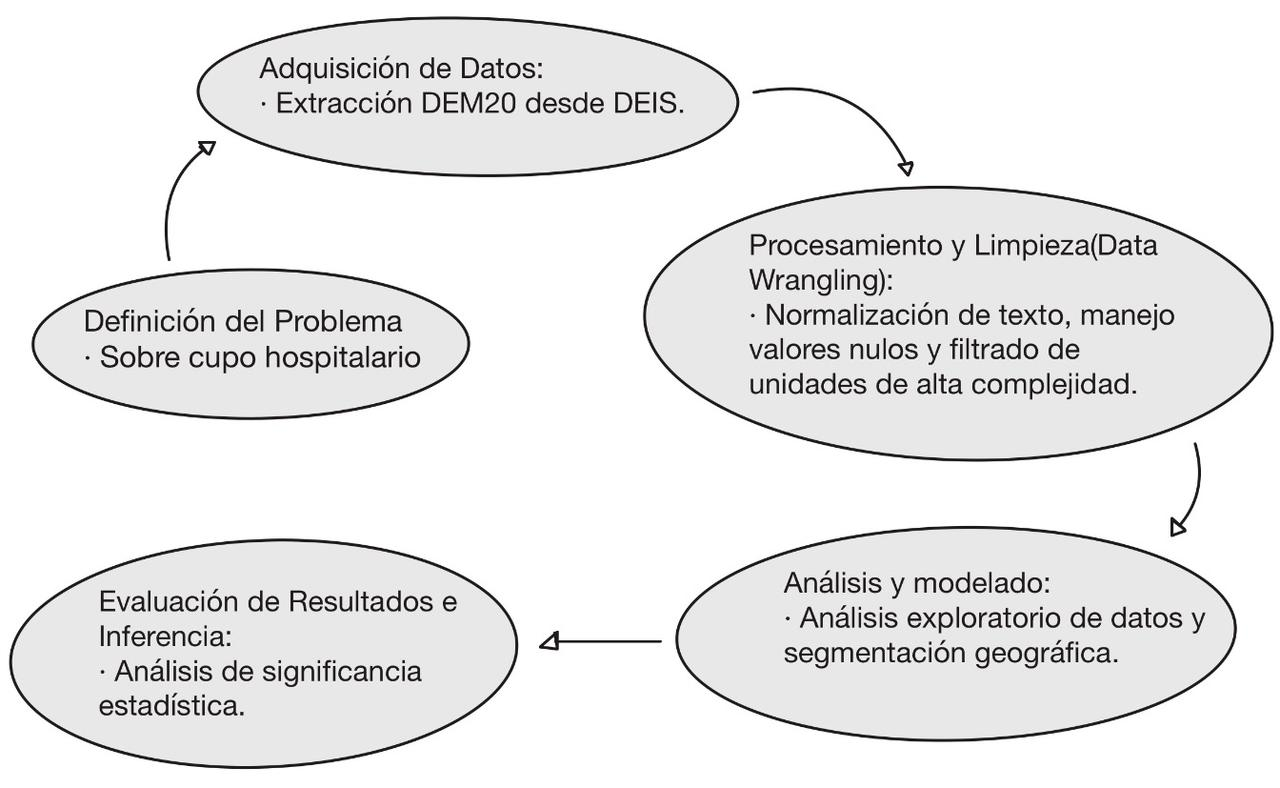 Adquisición de Datos:
· Extracción DEM20 desde DEIS.
Definición del Problema
· Sobre cupo hospitalario
Procesamiento y Limpieza(Data
Wrangling):
· Normalización de texto, manejo
valores nulos y filtrado de
unidades de alta complejidad.
Análisis y modelado:
· Análisis exploratorio de datos y
segmentación geográfica.
Evaluación de Resultados e
Inferencia:
· Análisis de significancia
estadística.